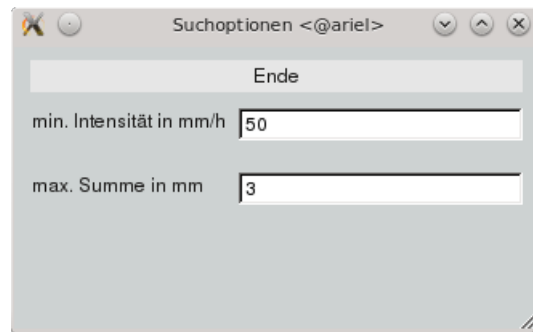 Suchoptionen <@ariel>
Ende
min. Intensität in mm/h 50
max. Summe in mm 3